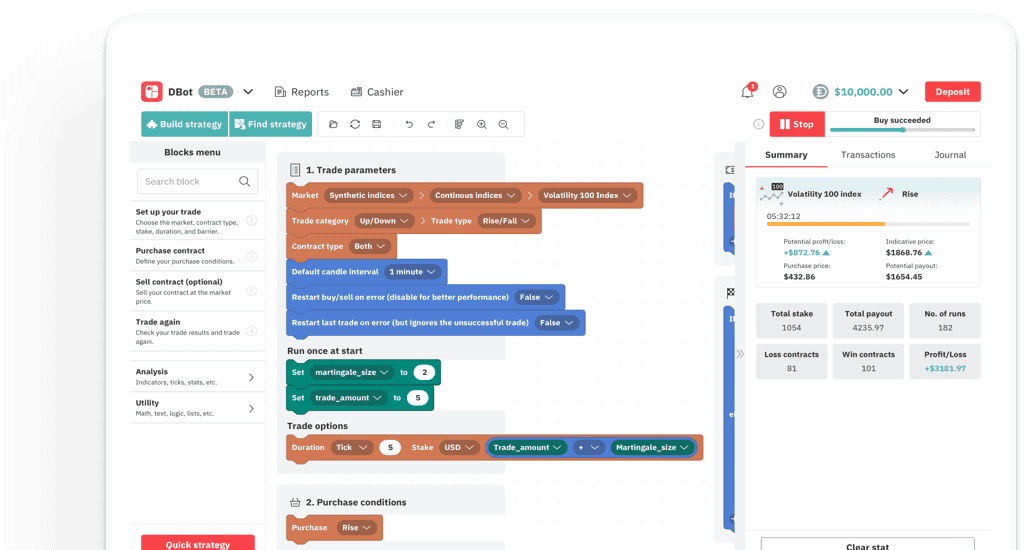 DBot BETA Reports Cashier 1 $10,000.00 Deposit
Build strategy Find strategy Stop Buy succeeded
Blocks menu
Search block
Set up your trade
Choose the market, contract type,
stake, duration, and barrier.
1
Purchase contract
Define your purchase conditions.
2
Sell contract (optional)
Sell your contract at the market
price.
3
Trade again
Check your trade results and trade
again.
4
Analysis
Indicators, ticks, stats, etc.
Utility
Math, text, logic, lists, etc.
Quick strategy
1. Trade parameters
Market Synthetic indices Continous indices Volatility 100 Index
Trade category Up/Down Trade type Rise/Fall
Contract type Both
Default candle interval 1 minute
Restart buy/sell on error (disable for better performance) False
Restart last trade on error (but ignores the unsuccessful trade) False
Run once at start
Set martingale_size to 2
Set trade_amount to 5
Trade options
Duration Tick 5 Stake USD Trade_amount + Martingale_size
2. Purchase conditions
Purchase Rise
Summary Transactions Journal
100 Volatility 100 index Rise
05:32:12
Potential profit/loss: Indicative price:
+$872.76 $1868.76
Purchase price: Potential payout:
$432.86 $1654.45
Total stake Total payout No. of runs
1054 4235.97 182
Loss contracts Win contracts Profit/Loss
81 101 +$3181.97
Clear stat